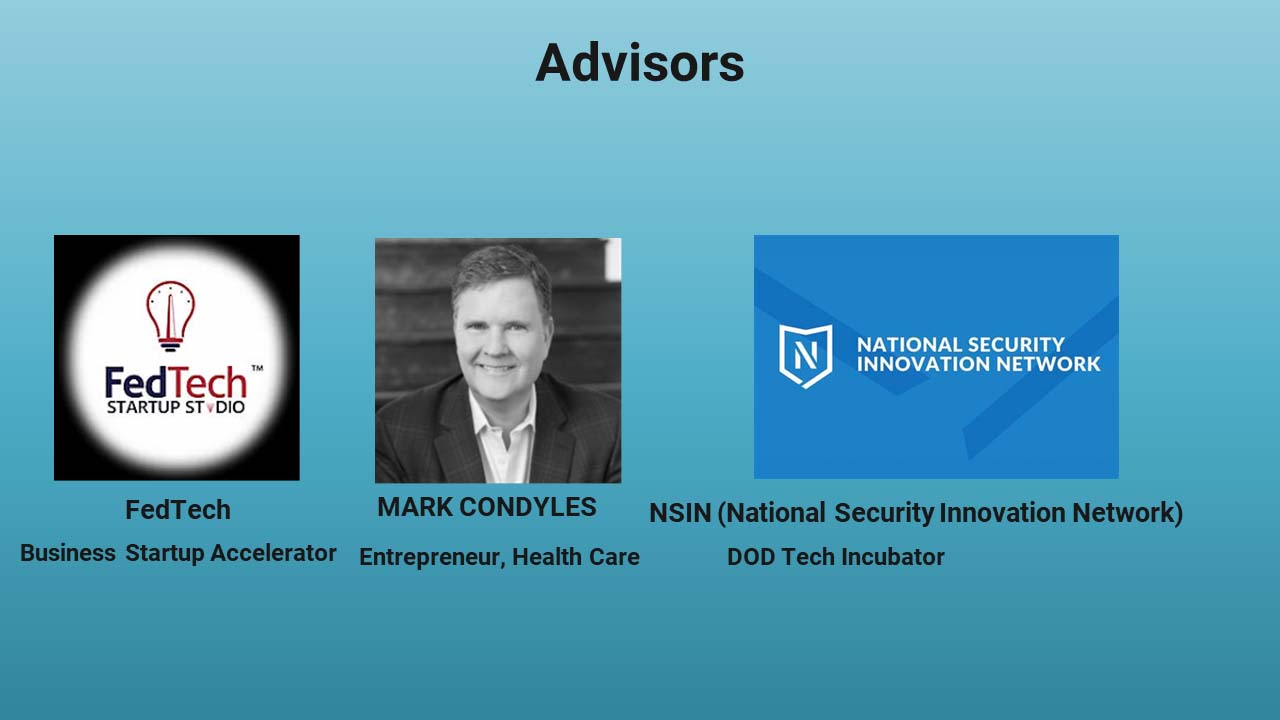 Advisors
FedTech™
STARTUP STUDIO
N
NATIONAL SECURITY
INNOVATION NETWORK
FedTech
Business Startup Accelerator
MARK CONDYLES
Entrepreneur, Health Care
NSIN (National Security Innovation Network)
DOD Tech Incubator